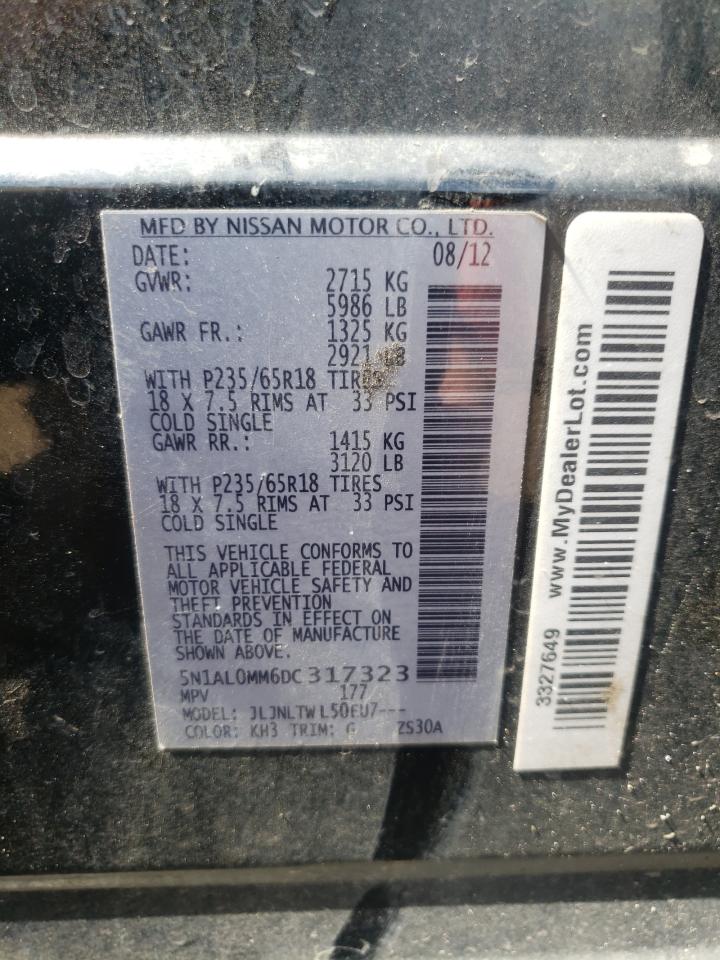 MFD BY NISSAN MOTOR CO., LTD.
DATE: 08/12
GVWR: 2715 KG
5986 LB
GAWR FR.: 1325 KG
2921 LB
WITH P235/65R18 TIRES
18 X 7.5 RIMS AT 33 PSI
COLD SINGLE
GAWR RR.: 1415 KG
3120 LB
WITH P235/65R18 TIRES
18 X 7.5 RIMS AT 33 PSI
COLD SINGLE
THIS VEHICLE CONFORMS TO
ALL APPLICABLE FEDERAL
MOTOR VEHICLE SAFETY AND
THEFT PREVENTION
STANDARDS IN EFFECT ON
THE DATE OF MANUFACTURE
SHOWN ABOVE.
5N1AL0MM6DC317323
MPV 177
MODEL: JLJNLTWL50EU7---
COLOR: KH3 TRIM: G ZS30A
www.MyDealerLot.com
3327649